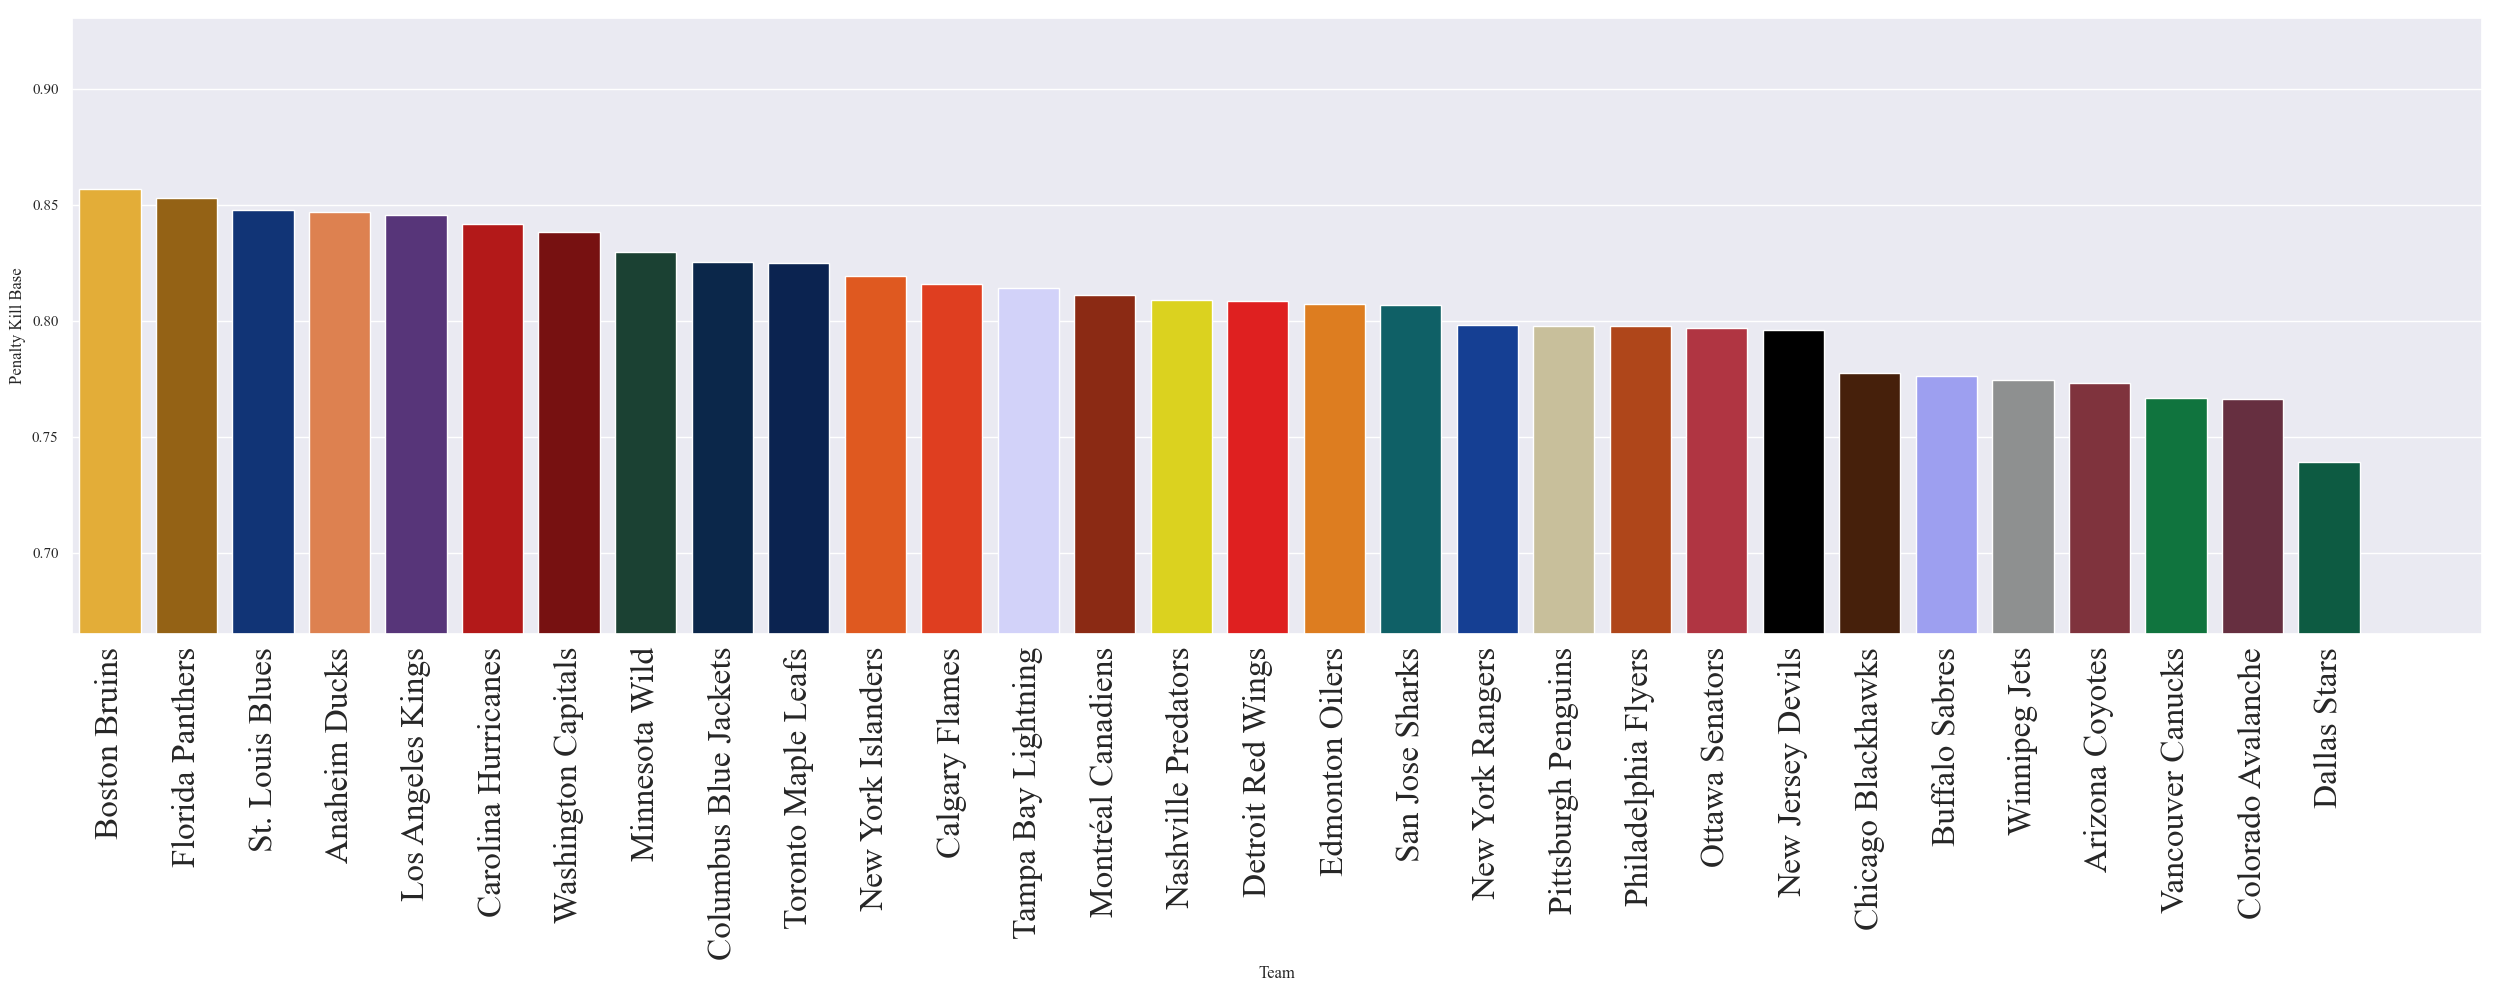 0.90
0.85
0.80
0.75
0.70
Penalty Kill Base
Boston Bruins
Florida Panthers
St. Louis Blues
Anaheim Ducks
Los Angeles Kings
Carolina Hurricanes
Washington Capitals
Minnesota Wild
Columbus Blue Jackets
Toronto Maple Leafs
New York Islanders
Calgary Flames
Tampa Bay Lightning
Montréal Canadiens
Nashville Predators
Detroit Red Wings
Edmonton Oilers
San Jose Sharks
New York Rangers
Pittsburgh Penguins
Philadelphia Flyers
Ottawa Senators
New Jersey Devils
Chicago Blackhawks
Buffalo Sabres
Winnipeg Jets
Arizona Coyotes
Vancouver Canucks
Colorado Avalanche
Dallas Stars
Team